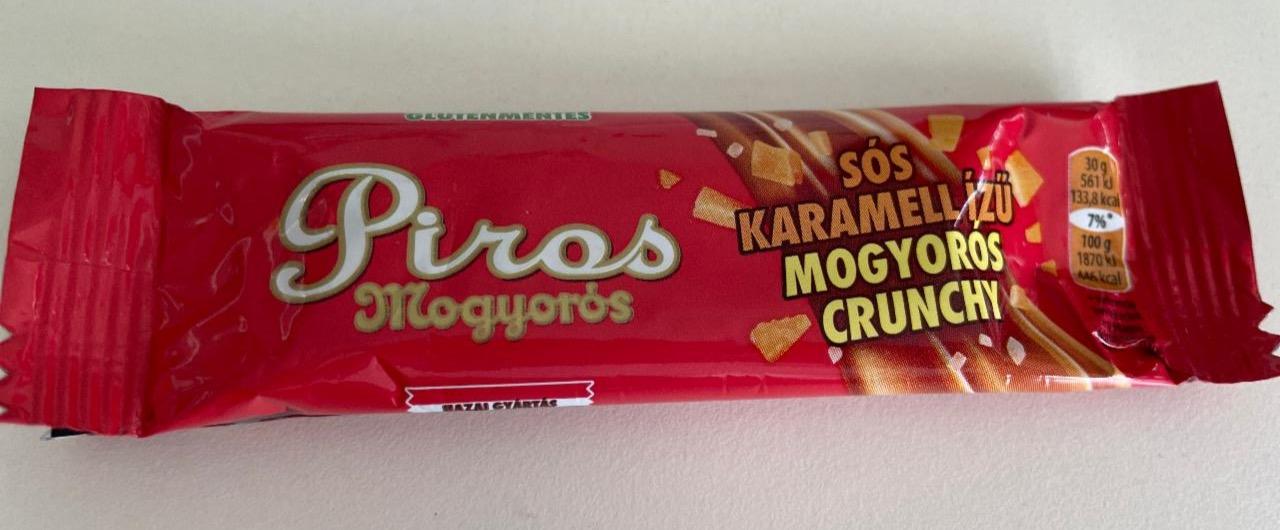 GLUTÉNMENTES
Piros
Mogyorós
HAZAI GYÁRTÁS
SÓS
KARAMELL ÍZŰ
MOGYORÓS
CRUNCHY
30 g
561 kJ
133,8 kcal
7%*
100 g
1870 kJ
446 kcal